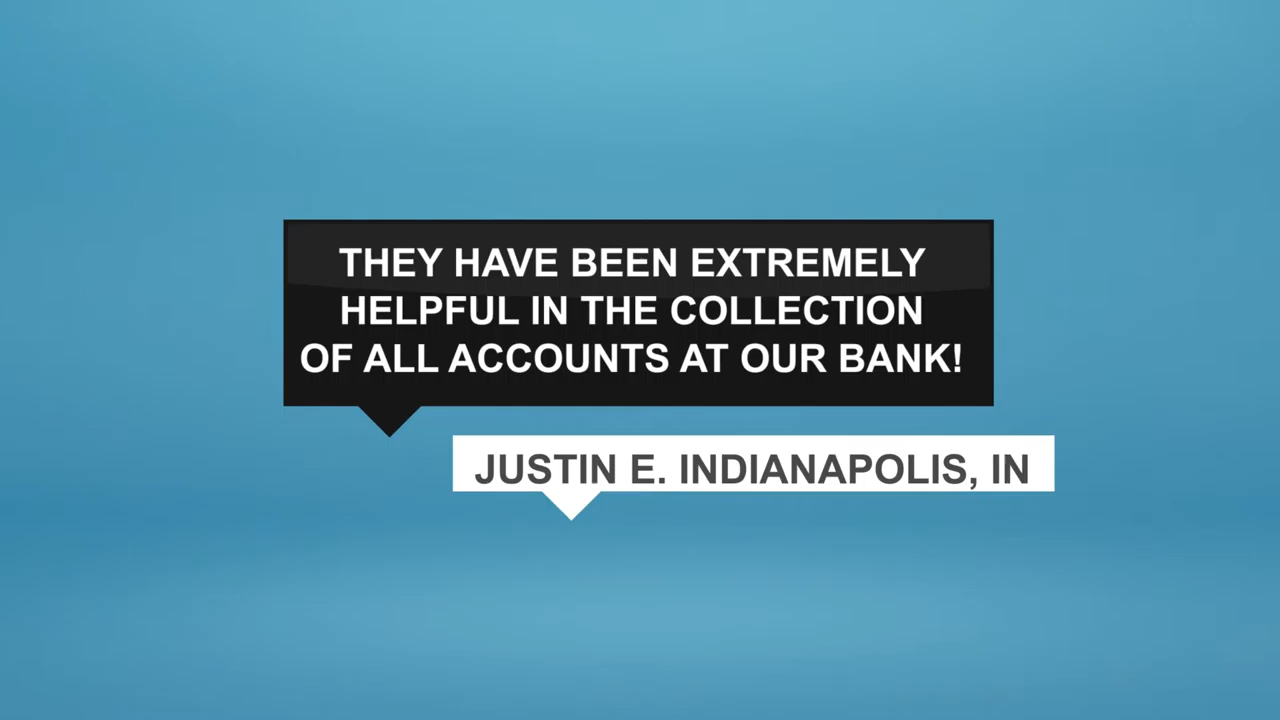 THEY HAVE BEEN EXTREMELY
HELPFUL IN THE COLLECTION
OF ALL ACCOUNTS AT OUR BANK!
JUSTIN E. INDIANAPOLIS, IN